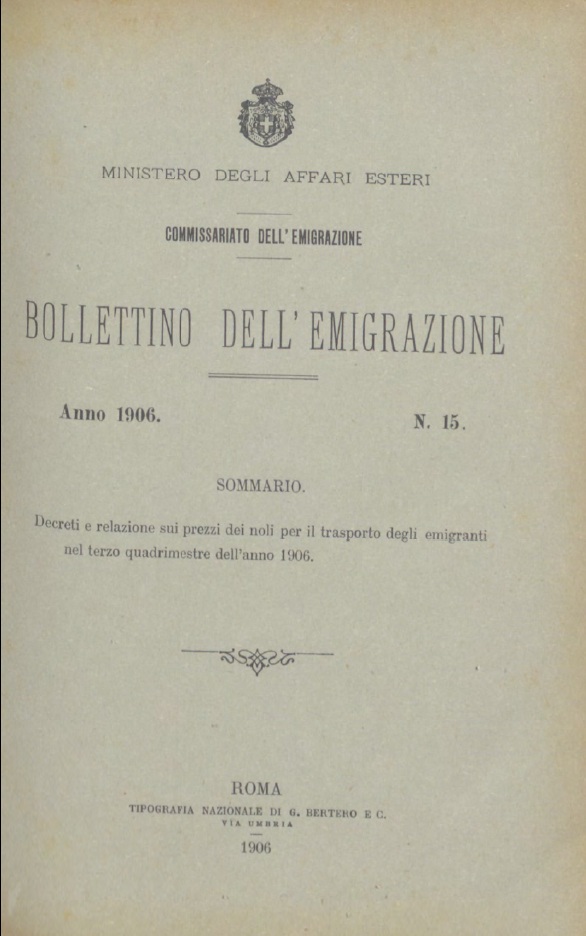 MINISTERO DEGLI AFFARI ESTERI
COMMISSARIATO DELL'EMIGRAZIONE
BOLLETTINO DELL'EMIGRAZIONE
Anno 1906. N. 15.
SOMMARIO.
Decreti e relazione sui prezzi dei noli per il trasporto degli emigranti
nel terzo quadrimestre dell'anno 1906.
ROMA
TIPOGRAFIA NAZIONALE DI G. BERTERO E C.
VIA UMBRIA
1906